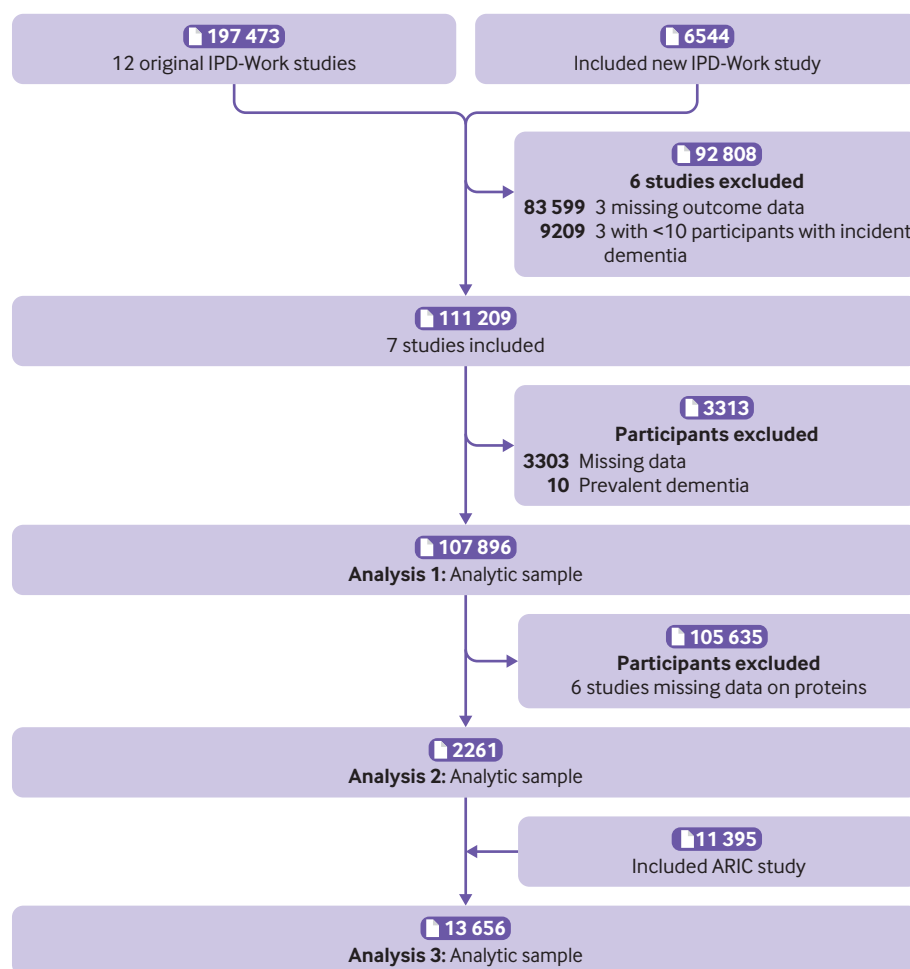 197 473
12 original IPD-Work studies
6544
Included new IPD-Work study
92 808
6 studies excluded
83 599 3 missing outcome data
9209 3 with <10 participants with incident
dementia
111 209
7 studies included
3313
Participants excluded
3303 Missing data
10 Prevalent dementia
107 896
Analysis 1: Analytic sample
105 635
Participants excluded
6 studies missing data on proteins
2261
Analysis 2: Analytic sample
11 395
Included ARIC study
13 656
Analysis 3: Analytic sample